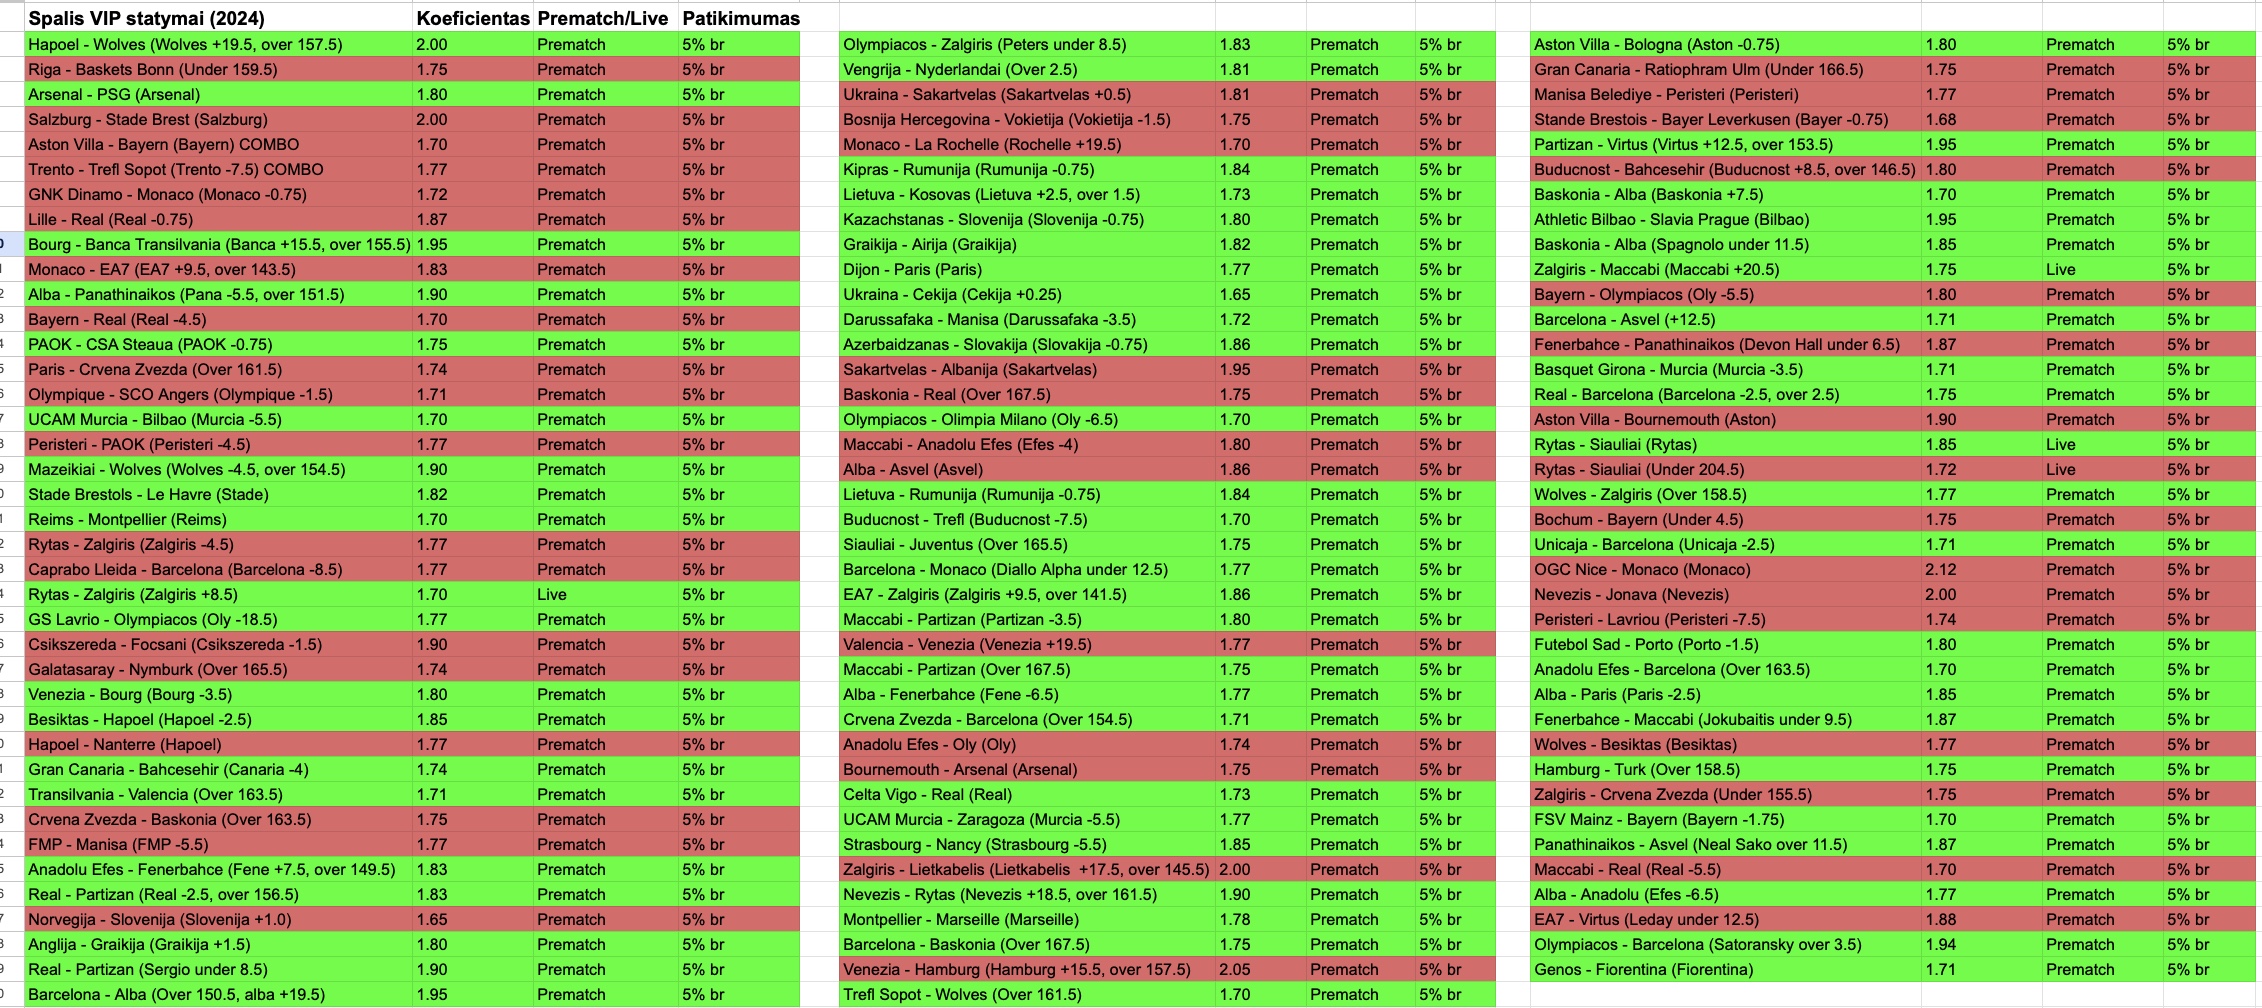 Spalis VIP statymai (2024) Koeficientas Prematch/Live Patikimumas
Hapoel - Wolves (Wolves +19.5, over 157.5) 2.00 Prematch 5% br
Riga - Baskets Bonn (Under 159.5) 1.75 Prematch 5% br
Arsenal - PSG (Arsenal) 1.80 Prematch 5% br
Salzburg - Stade Brest (Salzburg) 2.00 Prematch 5% br
Aston Villa - Bayern (Bayern) COMBO 1.70 Prematch 5% br
Trento - Trefl Sopot (Trento -7.5) COMBO 1.77 Prematch 5% br
GNK Dinamo - Monaco (Monaco -0.75) 1.72 Prematch 5% br
Lille - Real (Real -0.75) 1.87 Prematch 5% br
Bourg - Banca Transilvania (Banca +15.5, over 155.5) 1.95 Prematch 5% br
Monaco - EA7 (EA7 +9.5, over 143.5) 1.83 Prematch 5% br
Alba - Panathinaikos (Pana -5.5, over 151.5) 1.90 Prematch 5% br
Bayern - Real (Real -4.5) 1.70 Prematch 5% br
PAOK - CSA Steaua (PAOK -0.75) 1.75 Prematch 5% br
Paris - Crvena Zvezda (Over 161.5) 1.74 Prematch 5% br
Olympique - SCO Angers (Olympique -1.5) 1.71 Prematch 5% br
UCAM Murcia - Bilbao (Murcia -5.5) 1.70 Prematch 5% br
Peristeri - PAOK (Peristeri -4.5) 1.77 Prematch 5% br
Mazeikiai - Wolves (Wolves -4.5, over 154.5) 1.90 Prematch 5% br
Stade Brestols - Le Havre (Stade) 1.82 Prematch 5% br
Reims - Montpellier (Reims) 1.70 Prematch 5% br
Rytas - Zalgiris (Zalgiris -4.5) 1.77 Prematch 5% br
Caprabo Lleida - Barcelona (Barcelona -8.5) 1.77 Prematch 5% br
Rytas - Zalgiris (Zalgiris +8.5) 1.70 Live 5% br
GS Lavrio - Olympiacos (Oly -18.5) 1.77 Prematch 5% br
Csikszereda - Focsani (Csikszereda -1.5) 1.90 Prematch 5% br
Galatasaray - Nymburk (Over 165.5) 1.74 Prematch 5% br
Venezia - Bourg (Bourg -3.5) 1.80 Prematch 5% br
Besiktas - Hapoel (Hapoel -2.5) 1.85 Prematch 5% br
Hapoel - Nanterre (Hapoel) 1.77 Prematch 5% br
Gran Canaria - Bahcesehir (Canaria -4) 1.74 Prematch 5% br
Transilvania - Valencia (Over 163.5) 1.71 Prematch 5% br
Crvena Zvezda - Baskonia (Over 163.5) 1.75 Prematch 5% br
FMP - Manisa (FMP -5.5) 1.77 Prematch 5% br
Anadolu Efes - Fenerbahce (Fene +7.5, over 149.5) 1.83 Prematch 5% br
Real - Partizan (Real -2.5, over 156.5) 1.83 Prematch 5% br
Norvegija - Slovenija (Slovenija +1.0) 1.65 Prematch 5% br
Anglija - Graikija (Graikija +1.5) 1.80 Prematch 5% br
Real - Partizan (Sergio under 8.5) 1.90 Prematch 5% br
Barcelona - Alba (Over 150.5, alba +19.5) 1.95 Prematch 5% br
Olympiacos - Zalgiris (Peters under 8.5) 1.83 Prematch 5% br
Vengrija - Nyderlandai (Over 2.5) 1.81 Prematch 5% br
Ukraina - Sakartvelas (Sakartvelas +0.5) 1.81 Prematch 5% br
Bosnija Hercegovina - Vokietija (Vokietija -1.5) 1.75 Prematch 5% br
Monaco - La Rochelle (Rochelle +19.5) 1.70 Prematch 5% br
Kipras - Rumunija (Rumunija -0.75) 1.84 Prematch 5% br
Lietuva - Kosovas (Lietuva +2.5, over 1.5) 1.73 Prematch 5% br
Kazachstanas - Slovenija (Slovenija -0.75) 1.80 Prematch 5% br
Graikija - Airija (Graikija) 1.82 Prematch 5% br
Dijon - Paris (Paris) 1.77 Prematch 5% br
Ukraina - Cekija (Cekija +0.25) 1.65 Prematch 5% br
Darussafaka - Manisa (Darussafaka -3.5) 1.72 Prematch 5% br
Azerbaidzanas - Slovakija (Slovakija -0.75) 1.86 Prematch 5% br
Sakartvelas - Albanija (Sakartvelas) 1.95 Prematch 5% br
Baskonia - Real (Over 167.5) 1.75 Prematch 5% br
Olympiacos - Olimpia Milano (Oly -6.5) 1.70 Prematch 5% br
Maccabi - Anadolu Efes (Efes -4) 1.80 Prematch 5% br
Alba - Asvel (Asvel) 1.86 Prematch 5% br
Lietuva - Rumunija (Rumunija -0.75) 1.84 Prematch 5% br
Buducnost - Trefl (Buducnost -7.5) 1.70 Prematch 5% br
Siauliai - Juventus (Over 165.5) 1.75 Prematch 5% br
Barcelona - Monaco (Diallo Alpha under 12.5) 1.77 Prematch 5% br
EA7 - Zalgiris (Zalgiris +9.5, over 141.5) 1.86 Prematch 5% br
Maccabi - Partizan (Partizan -3.5) 1.80 Prematch 5% br
Valencia - Venezia (Venezia +19.5) 1.77 Prematch 5% br
Maccabi - Partizan (Over 167.5) 1.75 Prematch 5% br
Alba - Fenerbahce (Fene -6.5) 1.77 Prematch 5% br
Crvena Zvezda - Barcelona (Over 154.5) 1.71 Prematch 5% br
Anadolu Efes - Oly (Oly) 1.74 Prematch 5% br
Bournemouth - Arsenal (Arsenal) 1.75 Prematch 5% br
Celta Vigo - Real (Real) 1.73 Prematch 5% br
UCAM Murcia - Zaragoza (Murcia -5.5) 1.77 Prematch 5% br
Strasbourg - Nancy (Strasbourg -5.5) 1.85 Prematch 5% br
Zalgiris - Lietkabelis (Lietkabelis +17.5, over 145.5) 2.00 Prematch 5% br
Nevezis - Rytas (Nevezis +18.5, over 161.5) 1.90 Prematch 5% br
Montpellier - Marseille (Marseille) 1.78 Prematch 5% br
Barcelona - Baskonia (Over 167.5) 1.75 Prematch 5% br
Venezia - Hamburg (Hamburg +15.5, over 157.5) 2.05 Prematch 5% br
Trefl Sopot - Wolves (Over 161.5) 1.70 Prematch 5% br
Aston Villa - Bologna (Aston -0.75) 1.80 Prematch 5% br
Gran Canaria - Ratiophram Ulm (Under 166.5) 1.75 Prematch 5% br
Manisa Belediye - Peristeri (Peristeri) 1.77 Prematch 5% br
Stande Brestois - Bayer Leverkusen (Bayer -0.75) 1.68 Prematch 5% br
Partizan - Virtus (Virtus +12.5, over 153.5) 1.95 Prematch 5% br
Buducnost - Bahcesehir (Buducnost +8.5, over 146.5) 1.80 Prematch 5% br
Baskonia - Alba (Baskonia +7.5) 1.70 Prematch 5% br
Athletic Bilbao - Slavia Prague (Bilbao) 1.95 Prematch 5% br
Baskonia - Alba (Spagnolo under 11.5) 1.85 Prematch 5% br
Zalgiris - Maccabi (Maccabi +20.5) 1.75 Live 5% br
Bayern - Olympiacos (Oly -5.5) 1.80 Prematch 5% br
Barcelona - Asvel (+12.5) 1.71 Prematch 5% br
Fenerbahce - Panathinaikos (Devon Hall under 6.5) 1.87 Prematch 5% br
Basquet Girona - Murcia (Murcia -3.5) 1.71 Prematch 5% br
Real - Barcelona (Barcelona -2.5, over 2.5) 1.75 Prematch 5% br
Aston Villa - Bournemouth (Aston) 1.90 Prematch 5% br
Rytas - Siauliai (Rytas) 1.85 Live 5% br
Rytas - Siauliai (Under 204.5) 1.72 Live 5% br
Wolves - Zalgiris (Over 158.5) 1.77 Prematch 5% br
Bochum - Bayern (Under 4.5) 1.75 Prematch 5% br
Unicaja - Barcelona (Unicaja -2.5) 1.71 Prematch 5% br
OGC Nice - Monaco (Monaco) 2.12 Prematch 5% br
Nevezis - Jonava (Nevezis) 2.00 Prematch 5% br
Peristeri - Lavriou (Peristeri -7.5) 1.74 Prematch 5% br
Futebol Sad - Porto (Porto -1.5) 1.80 Prematch 5% br
Anadolu Efes - Barcelona (Over 163.5) 1.70 Prematch 5% br
Alba - Paris (Paris -2.5) 1.85 Prematch 5% br
Fenerbahce - Maccabi (Jokubaitis under 9.5) 1.87 Prematch 5% br
Wolves - Besiktas (Besiktas) 1.77 Prematch 5% br
Hamburg - Turk (Over 158.5) 1.75 Prematch 5% br
Zalgiris - Crvena Zvezda (Under 155.5) 1.75 Prematch 5% br
FSV Mainz - Bayern (Bayern -1.75) 1.70 Prematch 5% br
Panathinaikos - Asvel (Neal Sako over 11.5) 1.87 Prematch 5% br
Maccabi - Real (Real -5.5) 1.70 Prematch 5% br
Alba - Anadolu (Efes -6.5) 1.77 Prematch 5% br
EA7 - Virtus (Leday under 12.5) 1.88 Prematch 5% br
Olympiacos - Barcelona (Satoransky over 3.5) 1.94 Prematch 5% br
Genos - Fiorentina (Fiorentina) 1.71 Prematch 5% br